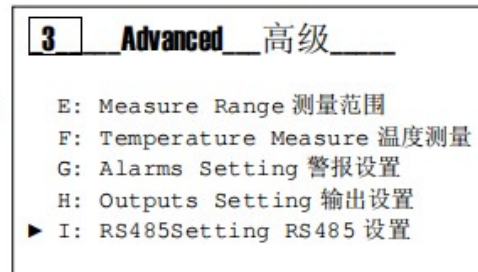 3 Advanced 高级
E: Measure Range 测量范围
F: Temperature Measure 温度测量
G: Alarms Setting 警报设置
H: Outputs Setting 输出设置
► I: RS485Setting RS485 设置